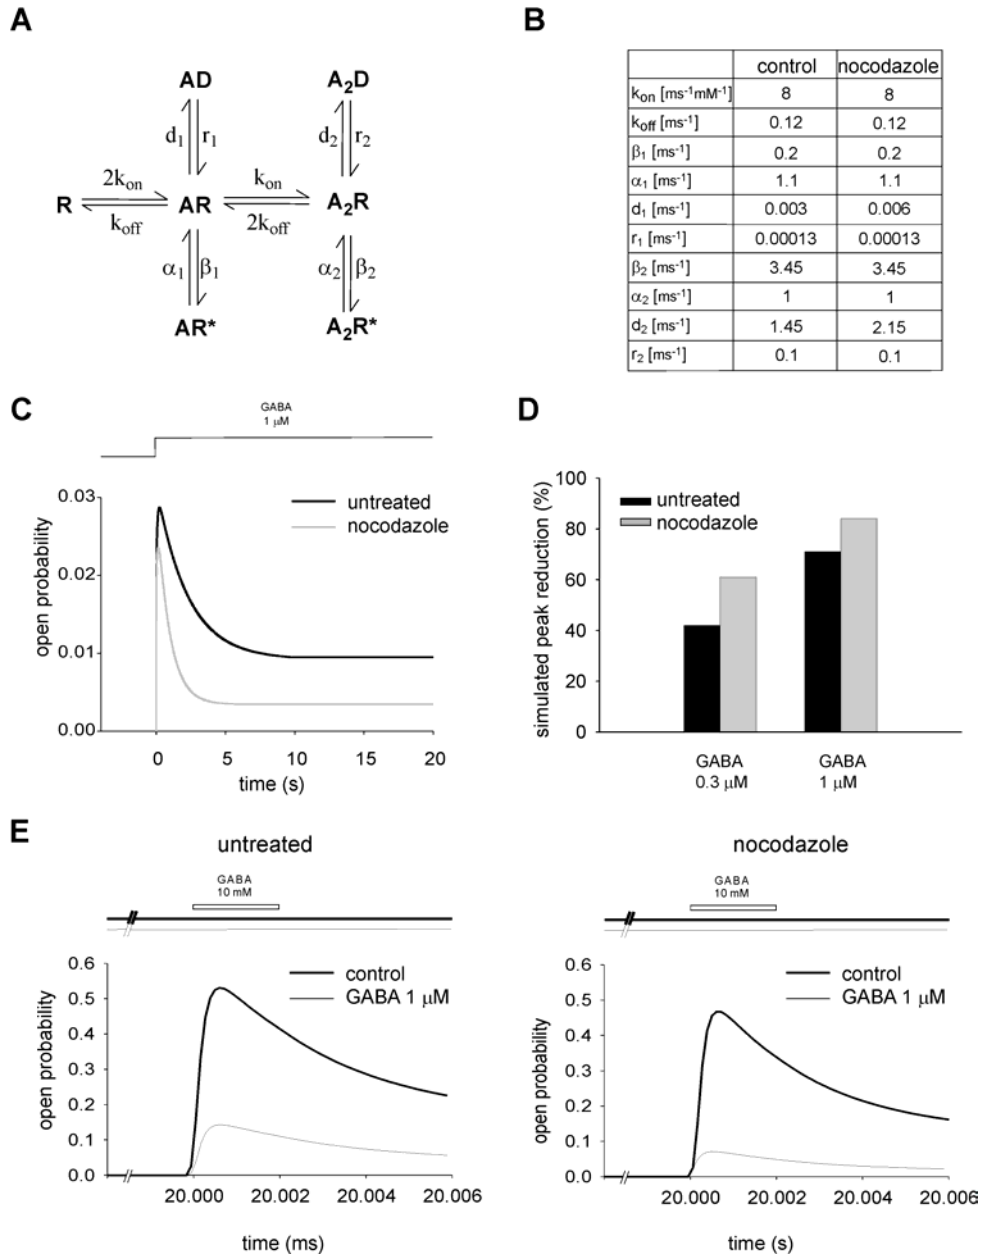 A
AD
A₂D
d₁ r₁
d₂ r₂
2kon
kon
R AR A₂R
koff
2koff
α₁ β₁
α₂ β₂
AR*
A₂R*
B
control nocodazole
kon [ms-1mM-1] 8 8
koff [ms-1] 0.12 0.12
β1 [ms-1] 0.2 0.2
α1 [ms-1] 1.1 1.1
d1 [ms-1] 0.003 0.006
r1 [ms-1] 0.00013 0.00013
β2 [ms-1] 3.45 3.45
α2 [ms-1] 1 1
d2 [ms-1] 1.45 2.15
r2 [ms-1] 0.1 0.1
C
GABA
1 μM
untreated
nocodazole
open probability
0.03
0.02
0.01
0.00
0 5 10 15 20
time (s)
D
untreated
nocodazole
simulated peak reduction (%)
100
80
60
40
20
0
GABA
0.3 μM
GABA
1 μM
E
untreated
GABA
10 mM
control
GABA 1 μM
open probability
0.6
0.5
0.4
0.3
0.2
0.1
0.0
20.000 20.002 20.004 20.006
time (ms)
nocodazole
GABA
10 mM
control
GABA 1 μM
open probability
0.6
0.5
0.4
0.3
0.2
0.1
0.0
20.000 20.002 20.004 20.006
time (s)